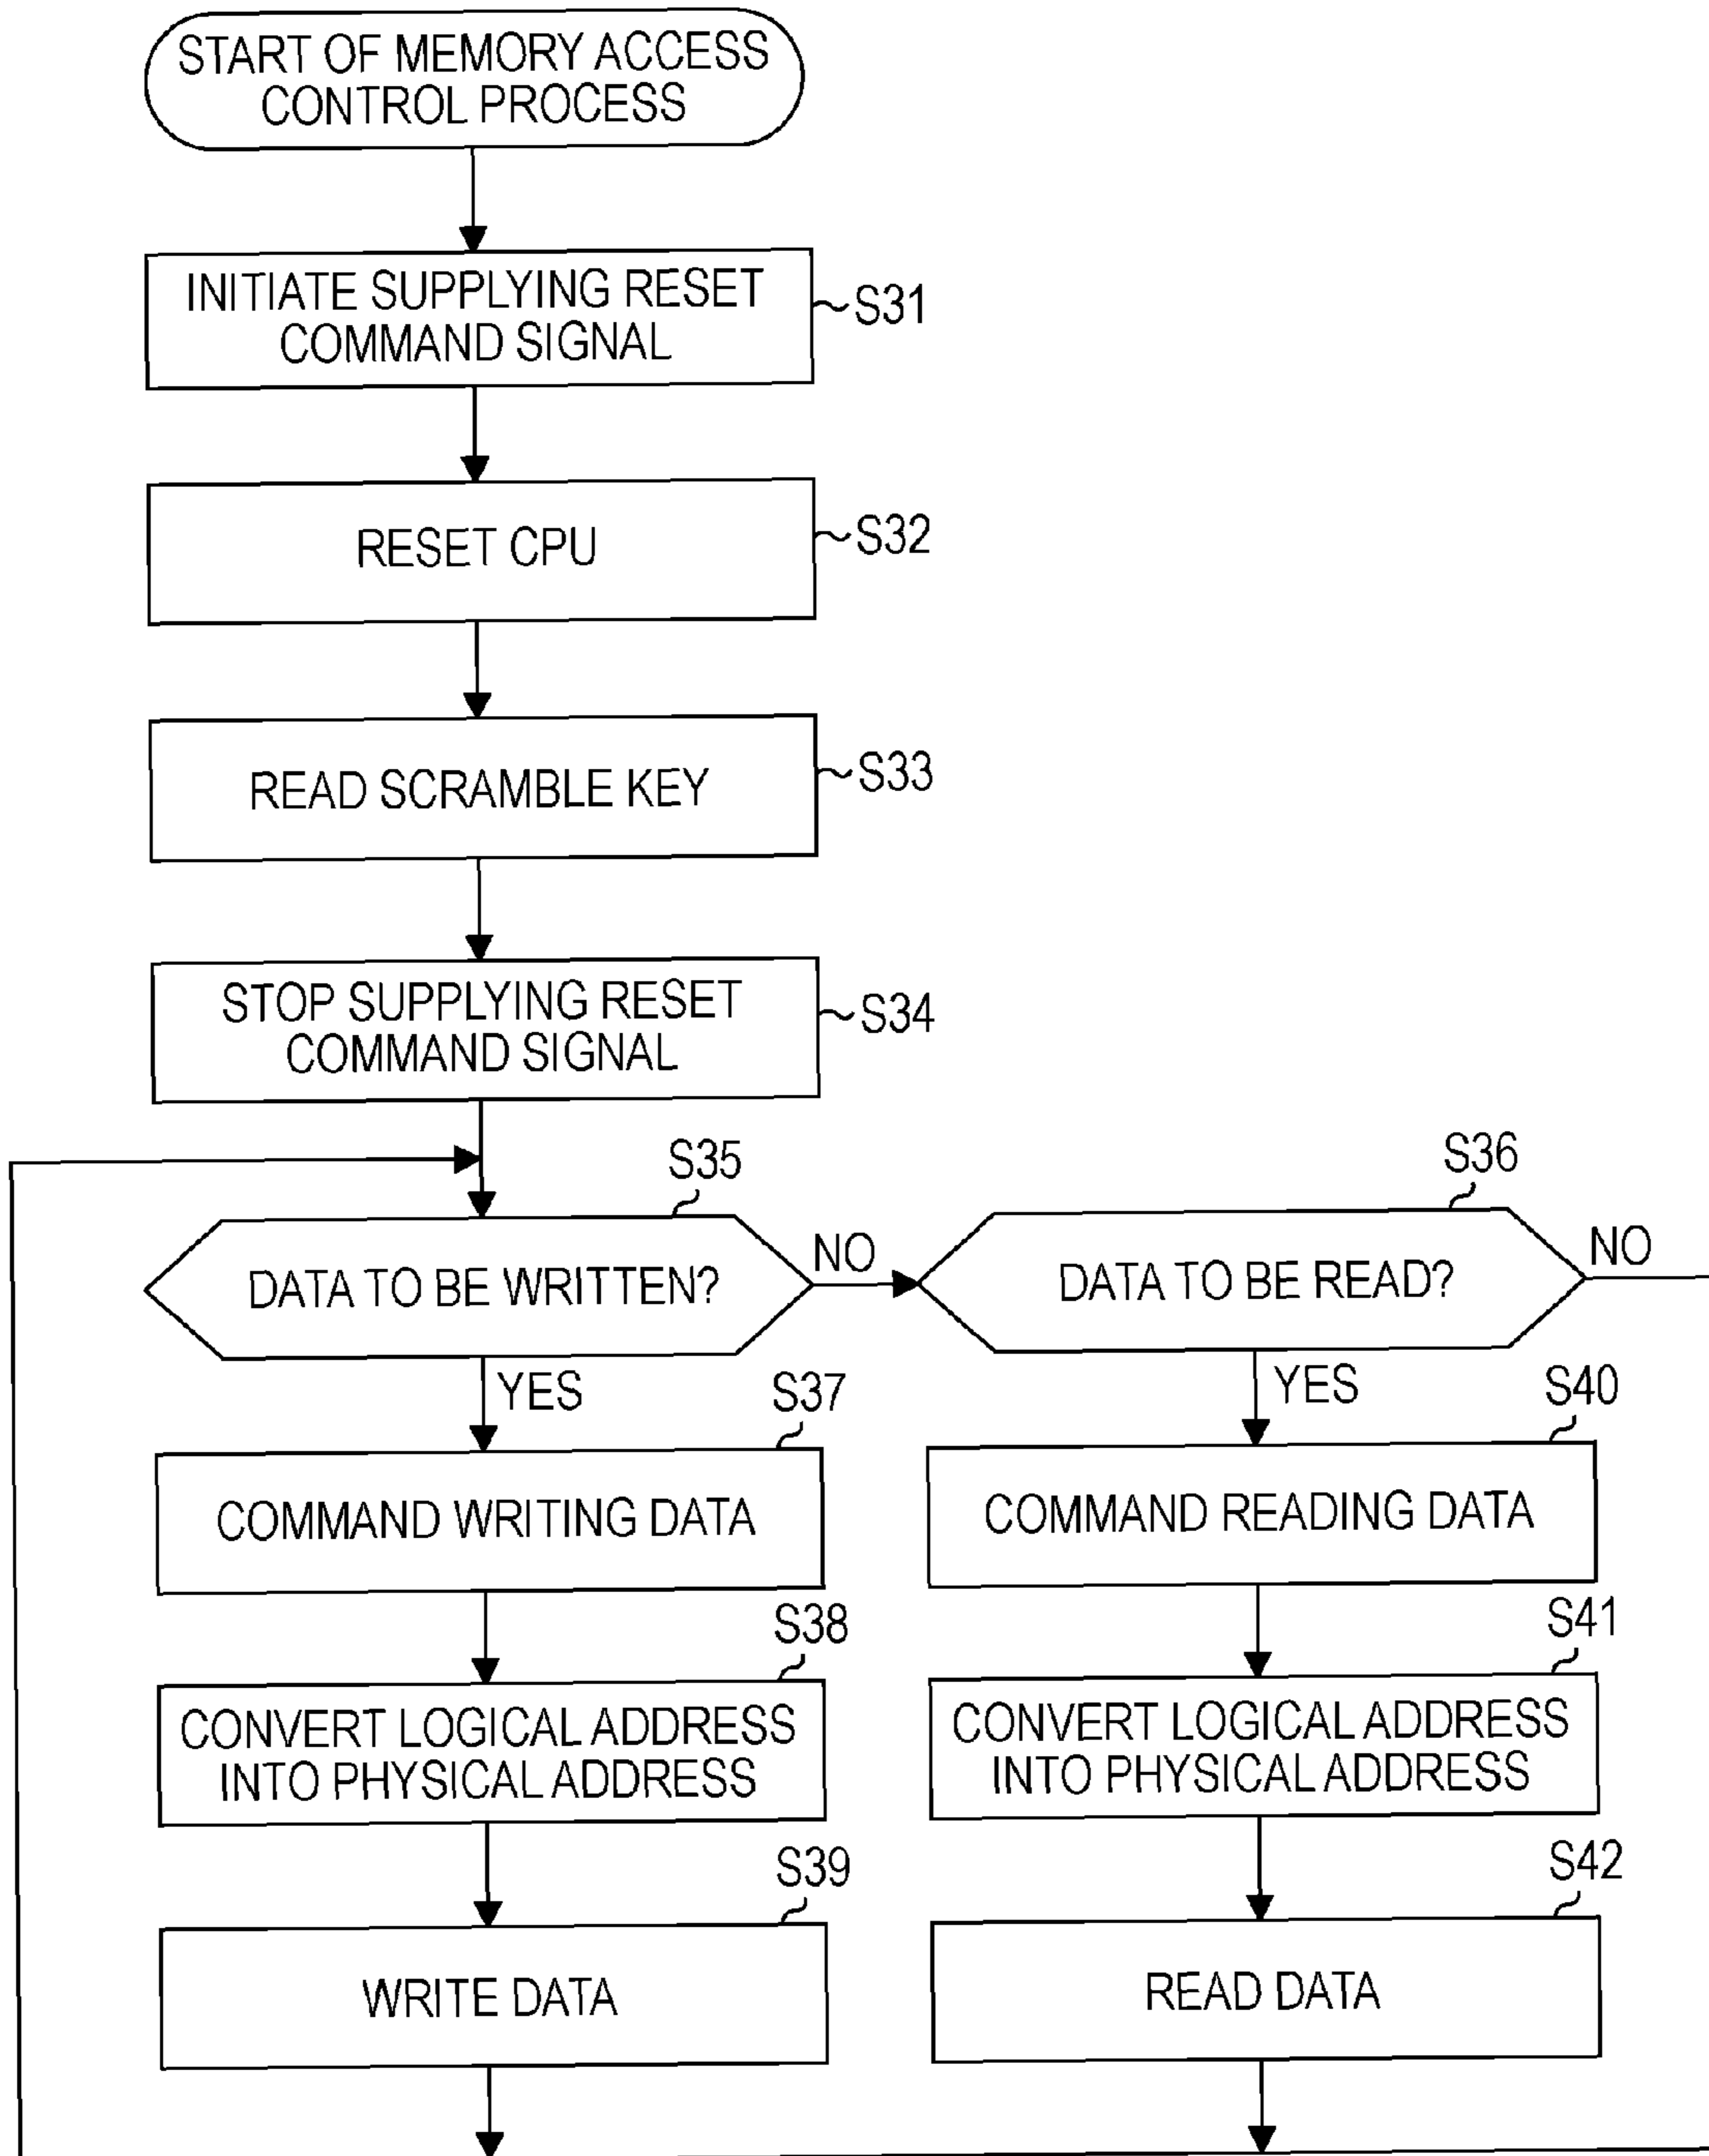 START OF MEMORY ACCESS
CONTROL PROCESS
INITIATE SUPPLYING RESET
COMMAND SIGNAL
S31
RESET CPU
S32
READ SCRAMBLE KEY
S33
STOP SUPPLYING RESET
COMMAND SIGNAL
S34
S35
DATA TO BE WRITTEN?
NO
S36
DATA TO BE READ?
NO
YES
S37
COMMAND WRITING DATA
YES
S40
COMMAND READING DATA
S38
CONVERT LOGICAL ADDRESS
INTO PHYSICAL ADDRESS
S41
CONVERT LOGICAL ADDRESS
INTO PHYSICAL ADDRESS
S39
WRITE DATA
S42
READ DATA